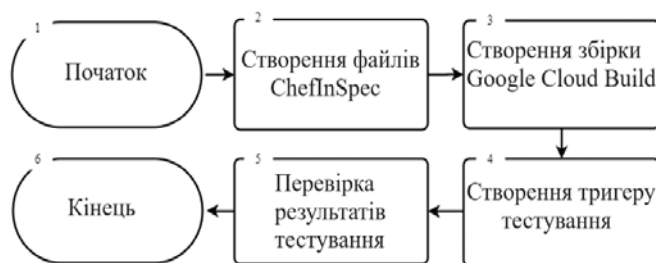 1
Початок
2
Створення файлів
ChefInSpec
3
Створення збірки
Google Cloud Build
4
Створення тригеру
тестування
5
Перевірка
результатів
тестування
6
Кінець